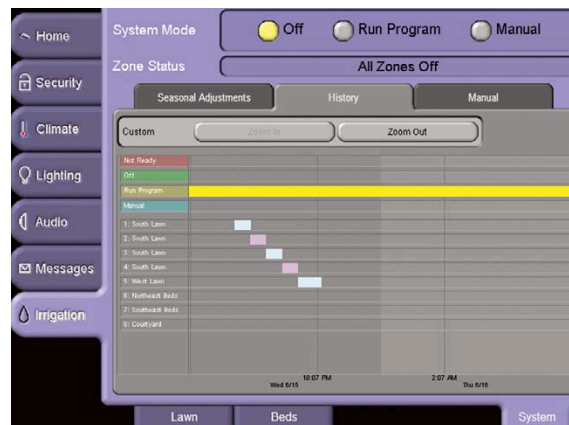 Home
Security
Climate
Lighting
Audio
Messages
Irrigation
System Mode
Off Run Program Manual
Zone Status
All Zones Off
Seasonal Adjustments History Manual
Custom Zoom In Zoom Out
Not Ready
Off
Run Program
Manual
1: South Lawn
2: South Lawn
3: South Lawn
4: South Lawn
5: West Lawn
6: Northeast Beds
7: Southeast Beds
8: Courtyard
10:07 PM 2:07 AM
Wed 6/15 Thu 6/16
Lawn Beds System